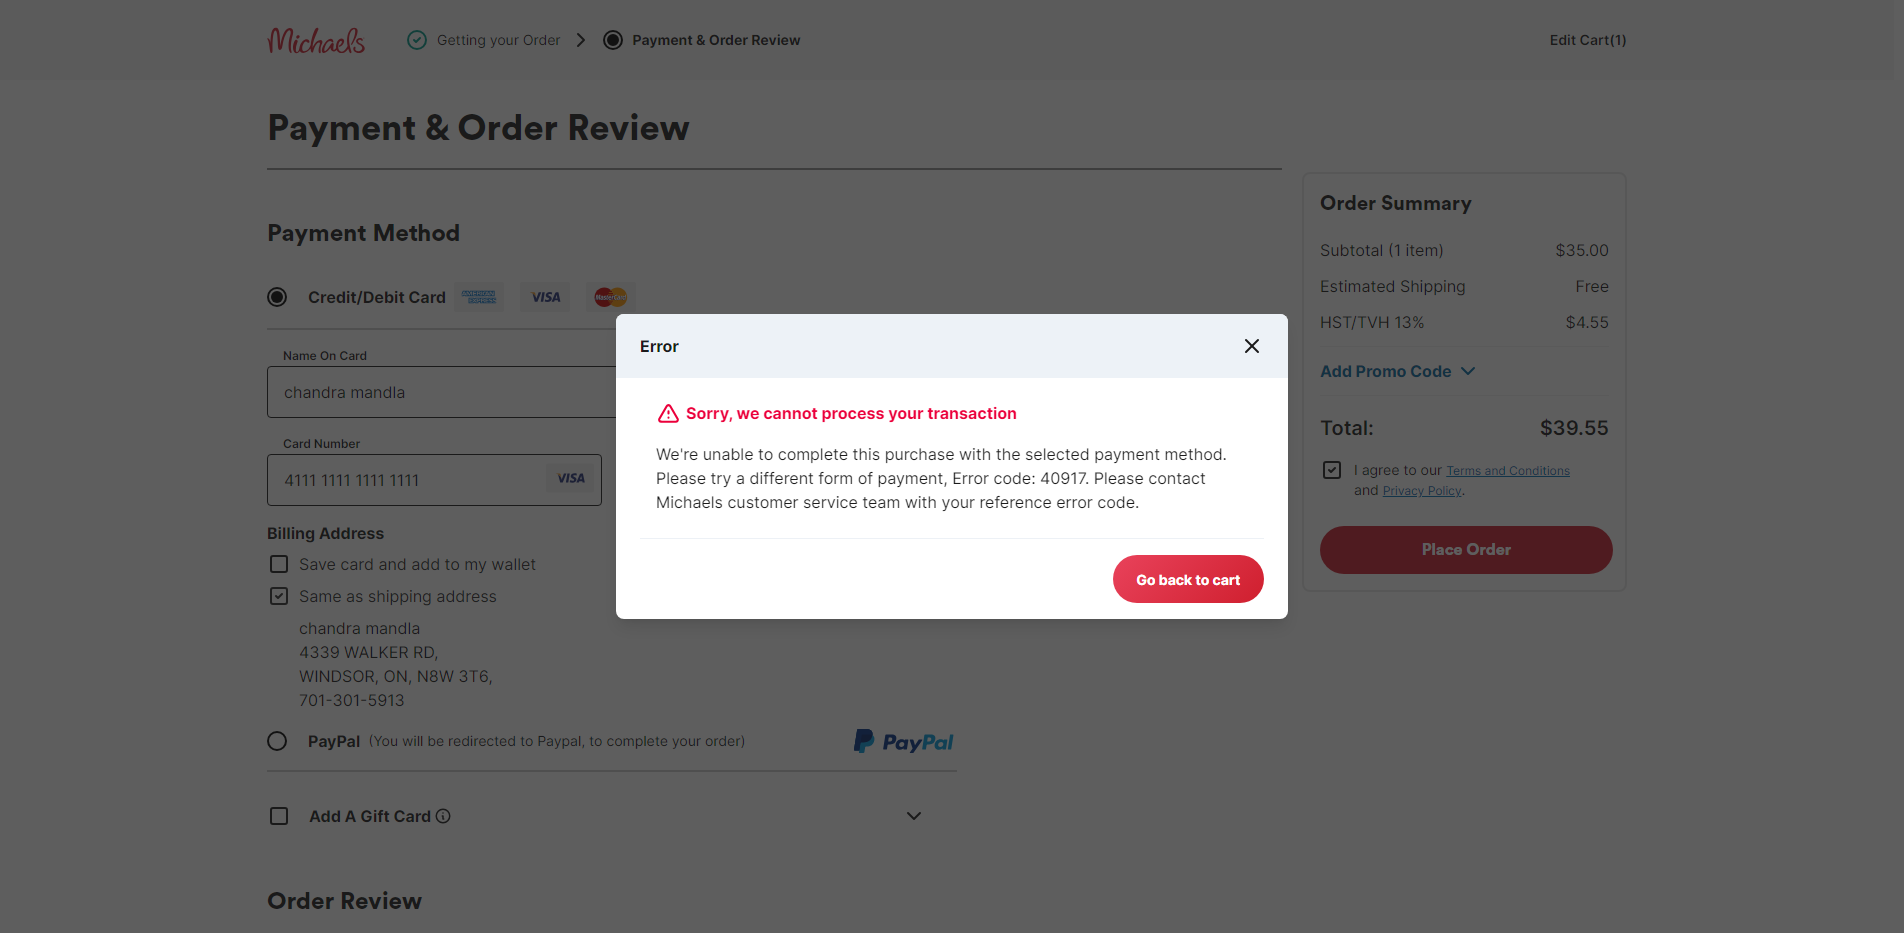 Michaels
Getting your Order
Payment & Order Review
Edit Cart(1)
Payment & Order Review
Payment Method
Credit/Debit Card
AMERICAN EXPRESS
VISA
MasterCard
Name On Card
chandra mandla
Card Number
4111 1111 1111 1111
VISA
Billing Address
Save card and add to my wallet
Same as shipping address
chandra mandla
4339 WALKER RD,
WINDSOR, ON, N8W 3T6,
701-301-5913
PayPal (You will be redirected to Paypal, to complete your order)
PayPal
Add A Gift Card
Order Review
Error
Sorry, we cannot process your transaction
We're unable to complete this purchase with the selected payment method.
Please try a different form of payment, Error code: 40917. Please contact
Michaels customer service team with your reference error code.
Go back to cart
Order Summary
Subtotal (1 item) $35.00
Estimated Shipping Free
HST/TVH 13% $4.55
Add Promo Code
Total: $39.55
I agree to our Terms and Conditions
and Privacy Policy.
Place Order